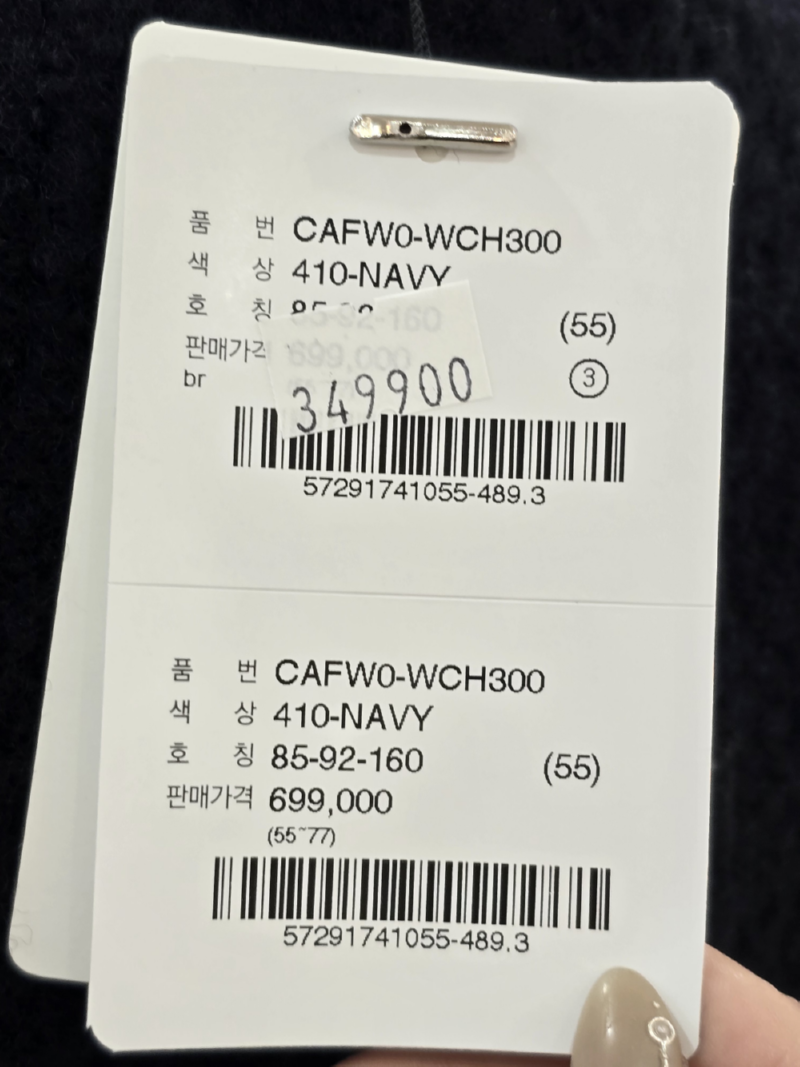 품 번 CAFW0-WCH300
색 상 410-NAVY
호 칭 85-92-160 (55)
판매가격 699,000
349900
br ③
57291741055-489.3
품 번 CAFW0-WCH300
색 상 410-NAVY
호 칭 85-92-160 (55)
판매가격 699,000
(55~77)
57291741055-489.3